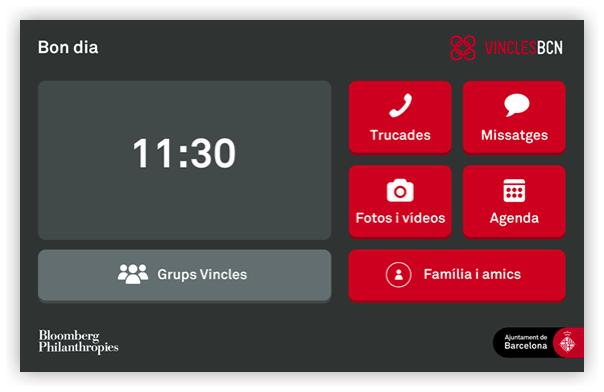 Bon dia
VINCLESBCN
11:30
Trucades
Missatges
Fotos i vídeos
Agenda
Grups Vincles
Família i amics
Bloomberg
Philanthropies
Ajuntament de
Barcelona